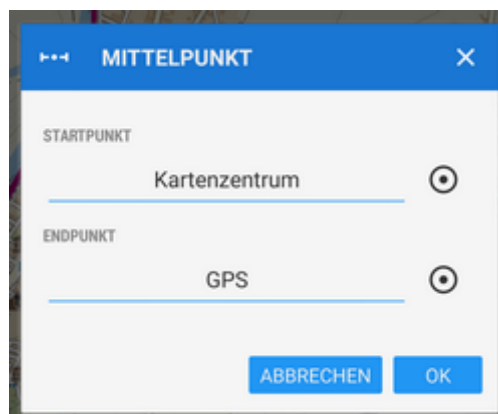 MITTELPUNKT
STARTPUNKT
Kartenzentrum
ENDPUNKT
GPS
ABBRECHEN OK